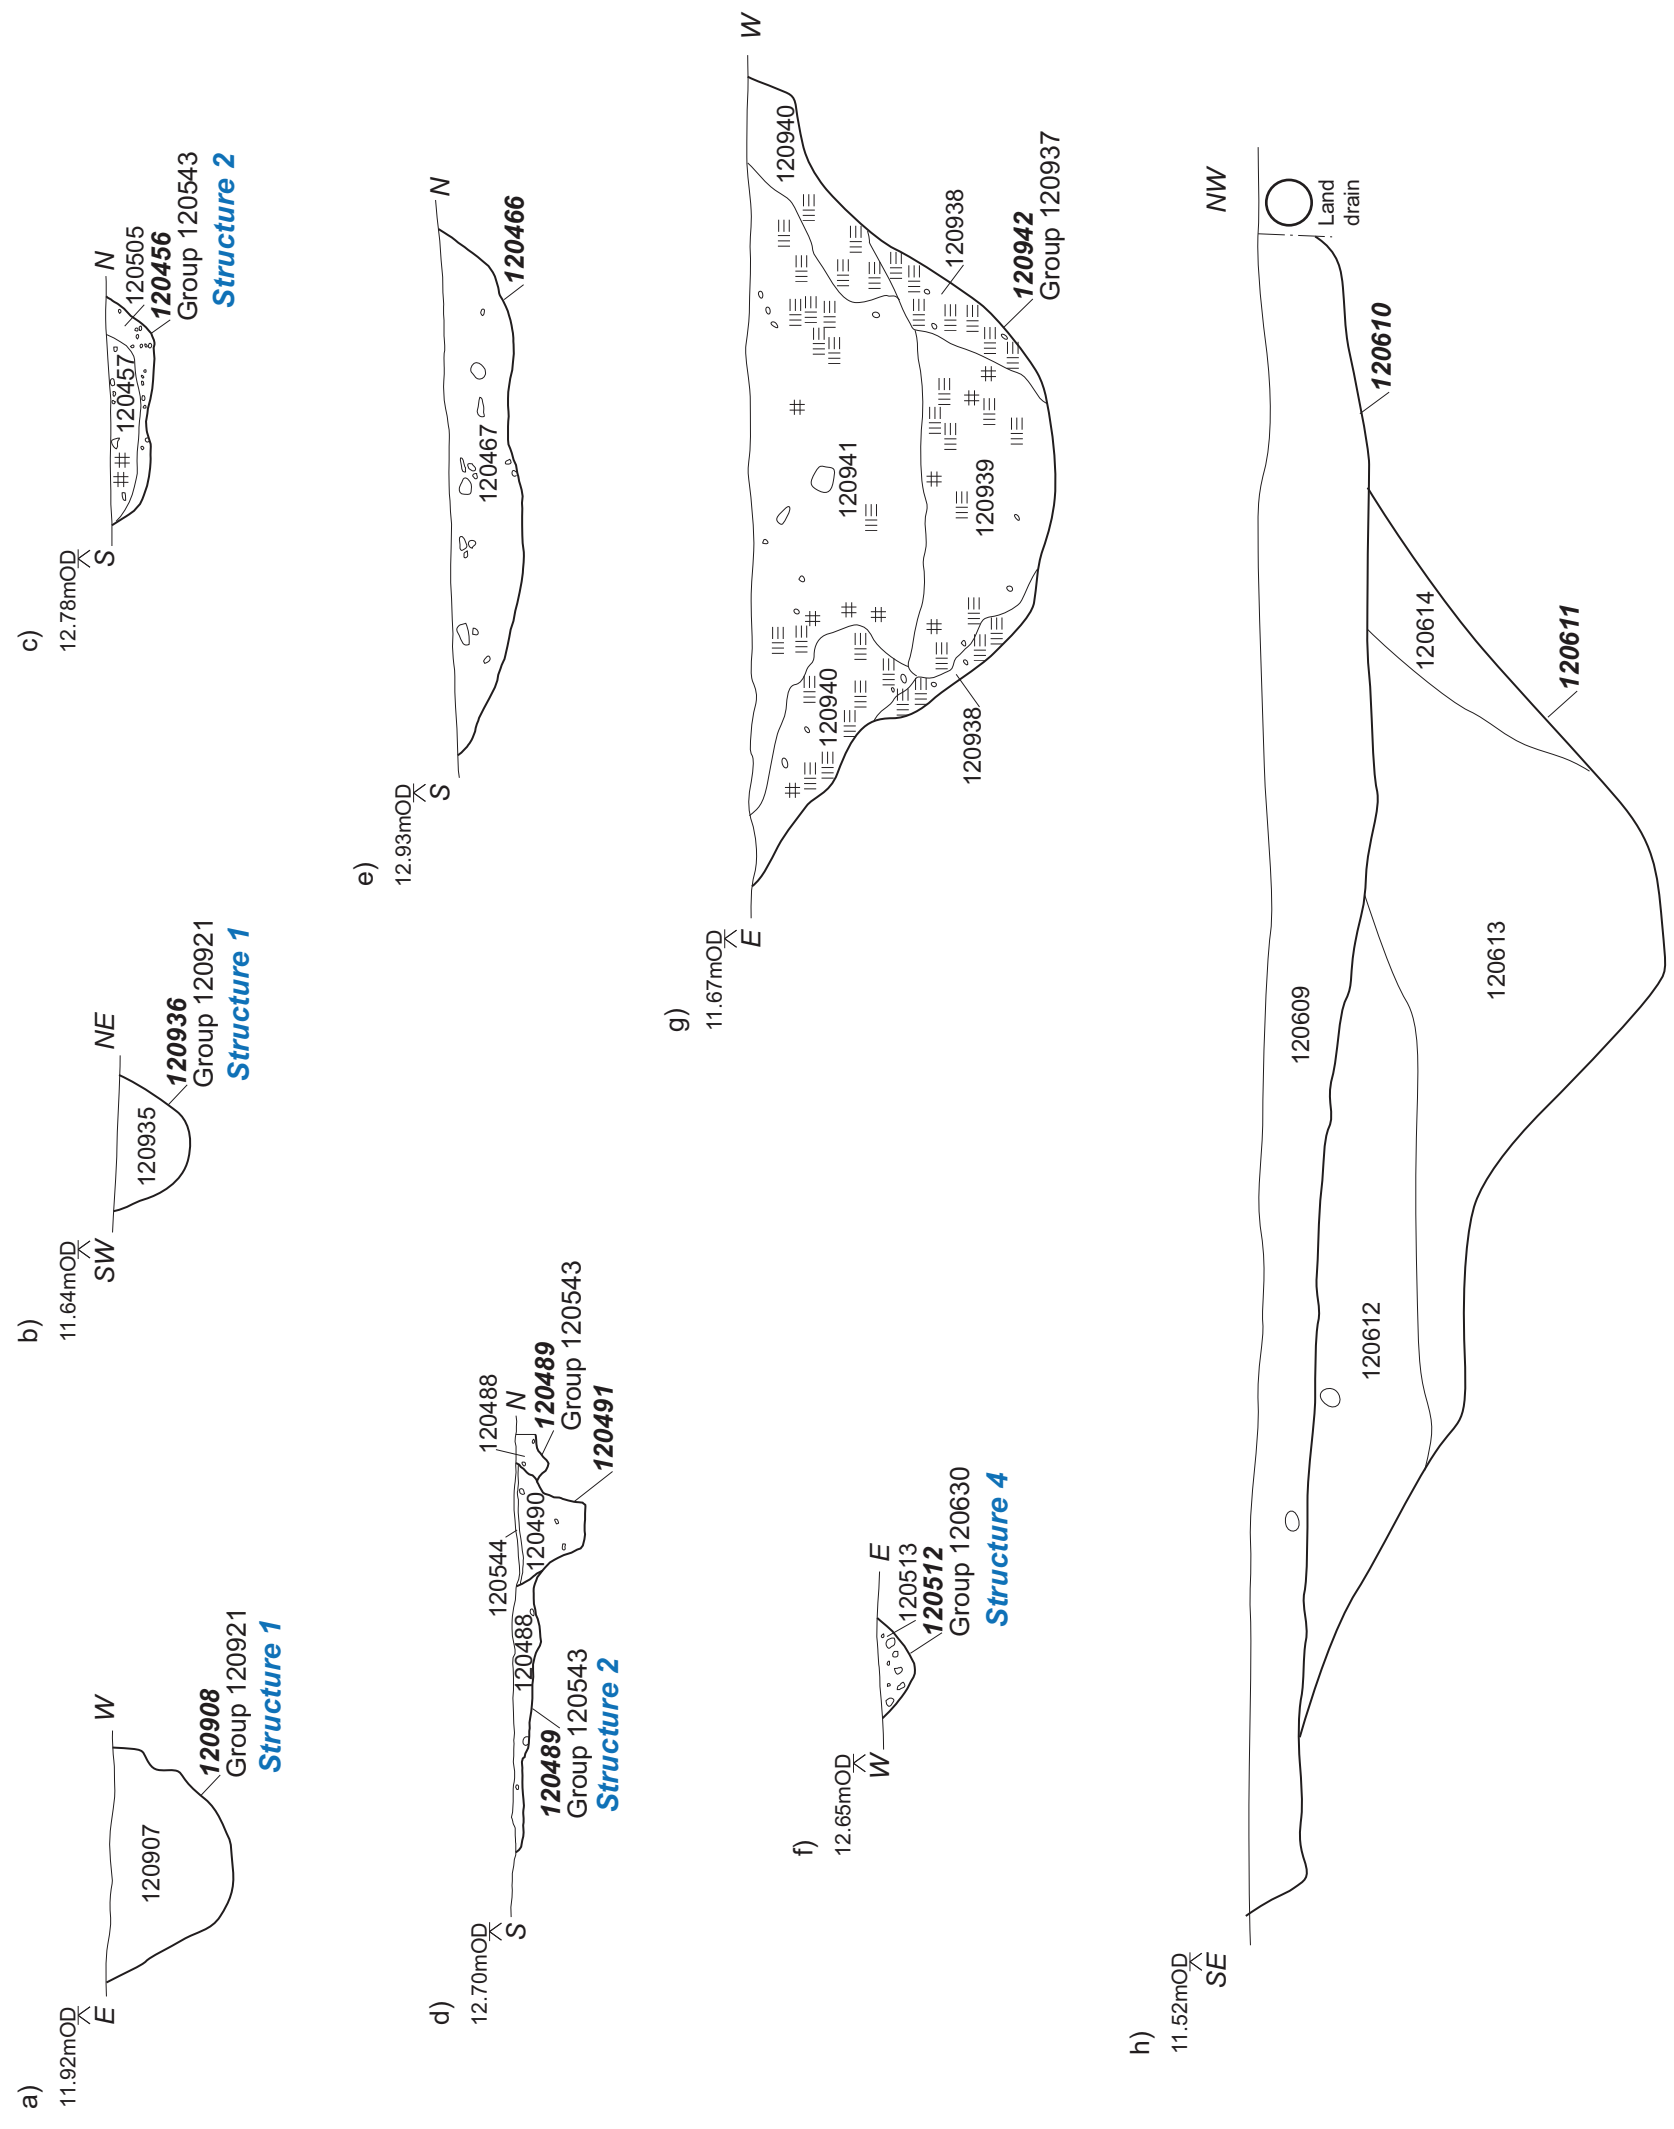 a)
11.92mOD
E
W
120907
120908
Group 120921
Structure 1
b)
11.64mOD
SW
NE
120935
120936
Group 120921
Structure 1
c)
12.78mOD
S
N
120457
120505
120456
Group 120543
Structure 2
d)
12.70mOD
S
N
120488
120544
120490
120488
120489
Group 120543
120491
120489
Group 120543
Structure 2
e)
12.93mOD
S
N
120467
120466
f)
12.65mOD
W
E
120513
120512
Group 120630
Structure 4
g)
11.67mOD
E
W
120940
120941
120940
120939
120938
120938
120942
Group 120937
h)
11.52mOD
SE
NW
Land
drain
120609
120610
120612
120614
120613
120611